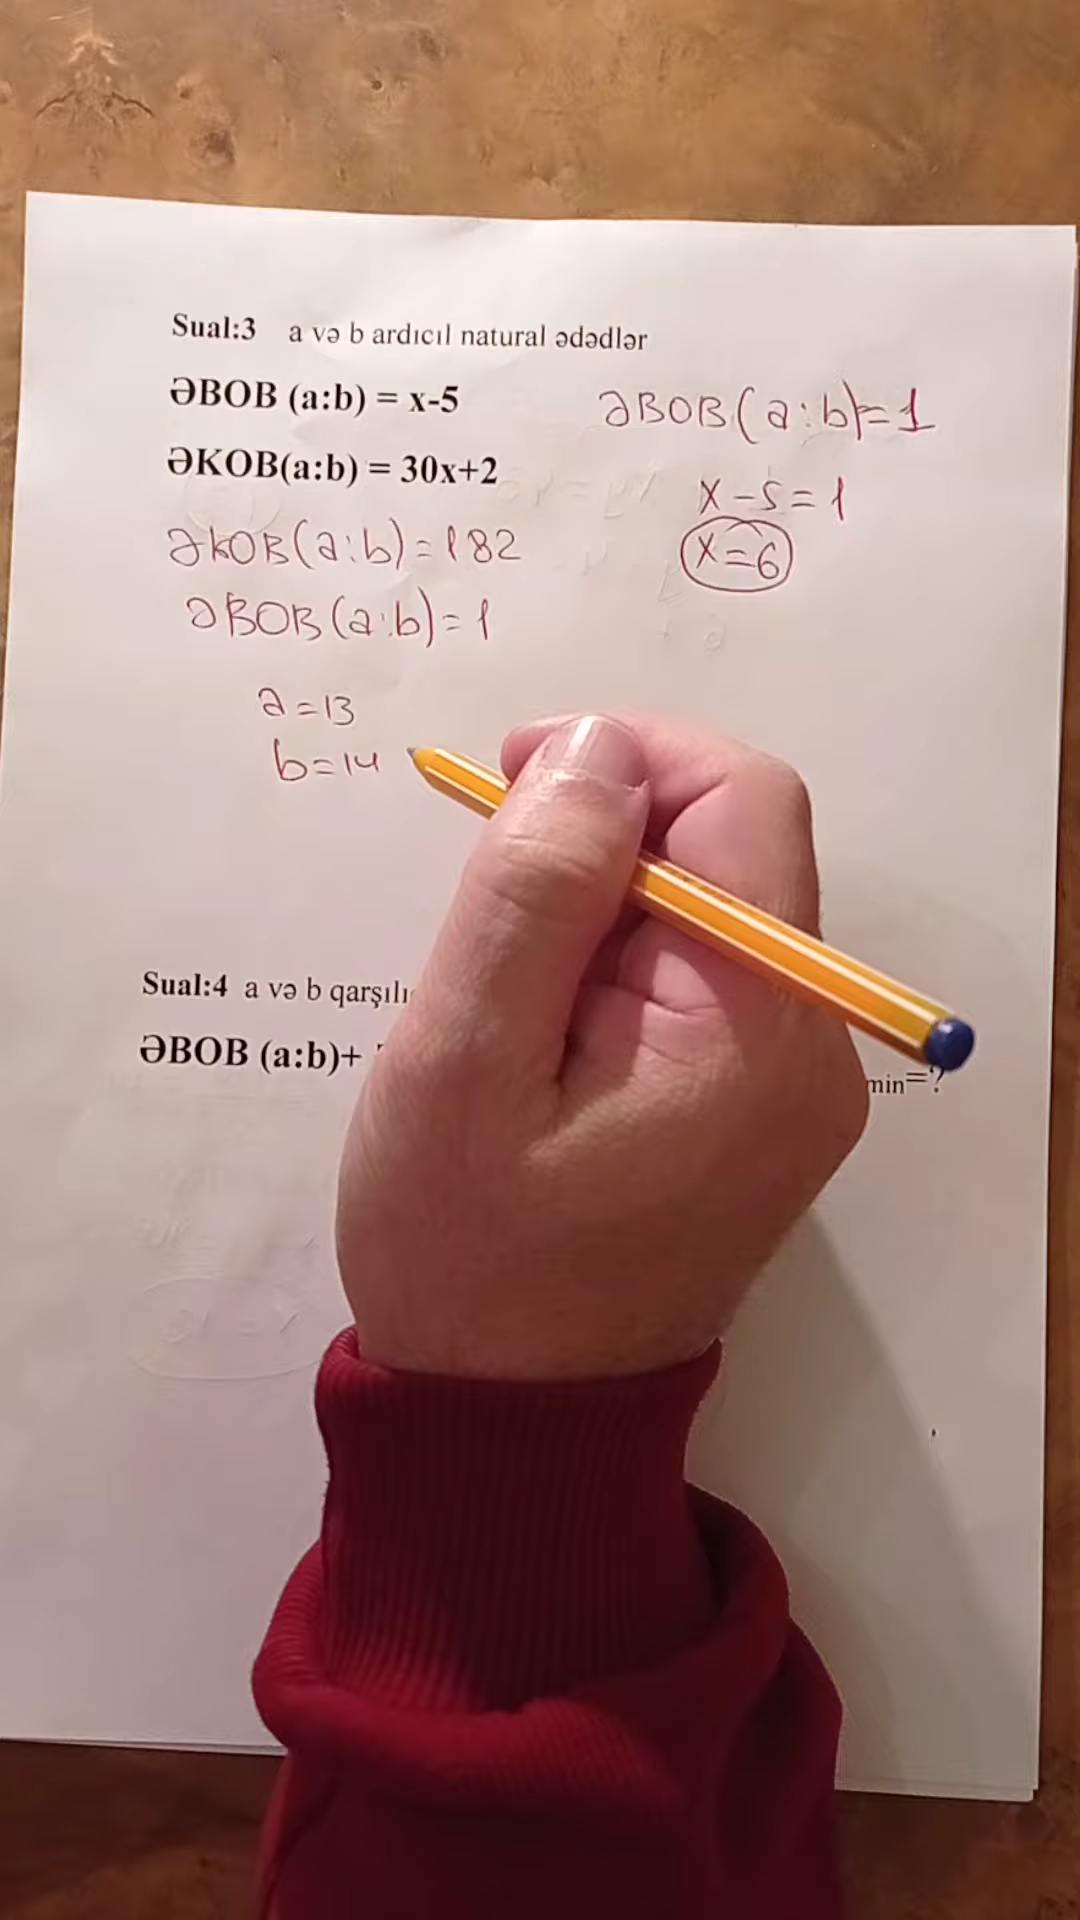 Sual:3 a və b ardıcıl natural ədədlər
ƏBOB (a:b) = x-5
ƏBOB(a:b)=1
ƏKOB(a:b) = 30x+2
x-5=1
x=6
ƏKOB(a:b)=182
ƏBOB(a:b)=1
a=13
b=14
Sual:4 a və b
ƏBOB (a:b)+
min=?